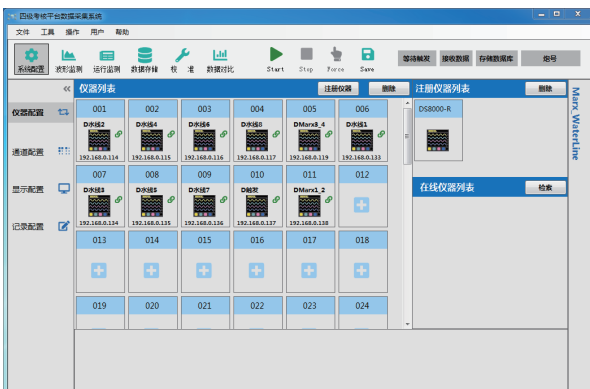 四级考核平台数据采集系统
文件 工具 操作 用户 帮助
系统配置 波形监测 运行监测 数据存储 校 准 数据对比 Start Stop Force Save 等待触发 接收数据 存储数据库 炮号
仪器列表 注册仪器 删除 注册仪器列表 删除
Marx_WaterLine
仪器配置
通道配置
显示配置
记录配置
001 002 003 004 005 006
D水线2 D水线4 D水线6 D水线8 DMarx3_4 D水线1
192.168.0.114 192.168.0.115 192.168.0.116 192.168.0.117 192.168.0.119 192.168.0.133
007 008 009 010 011 012
D水线3 D水线5 D水线7 D触发 DMarx1_2
192.168.0.134 192.168.0.135 192.168.0.136 192.168.0.137 192.168.0.138
013 014 015 016 017 018
019 020 021 022 023 024
DS8000-R
在线仪器列表 检索